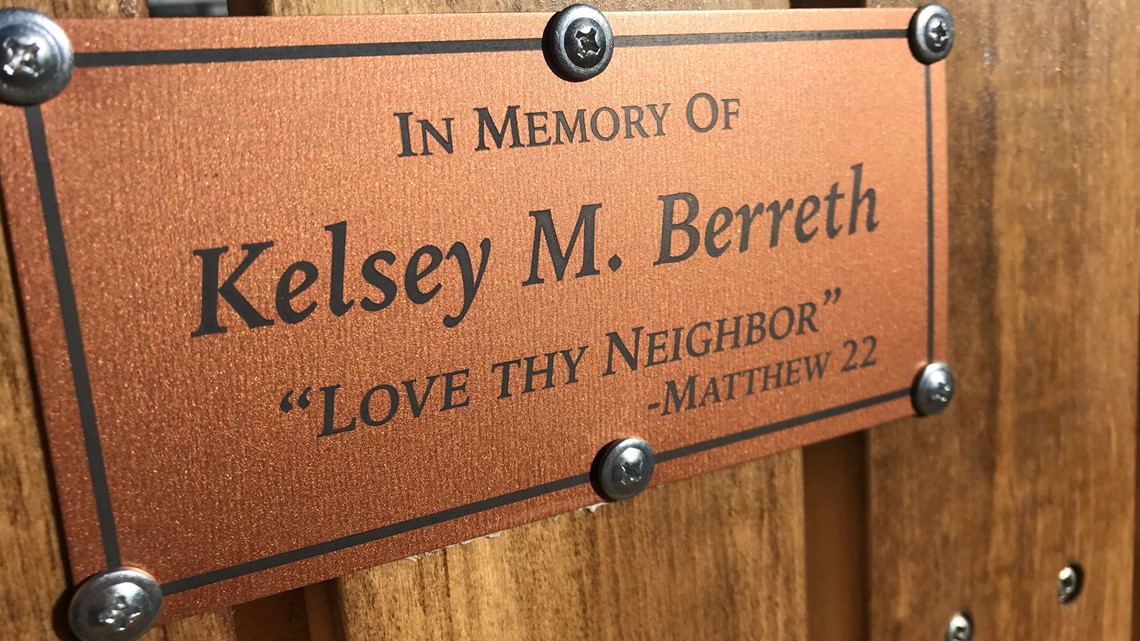 In Memory Of
Kelsey M. Berreth
“Love thy Neighbor”
-Matthew 22